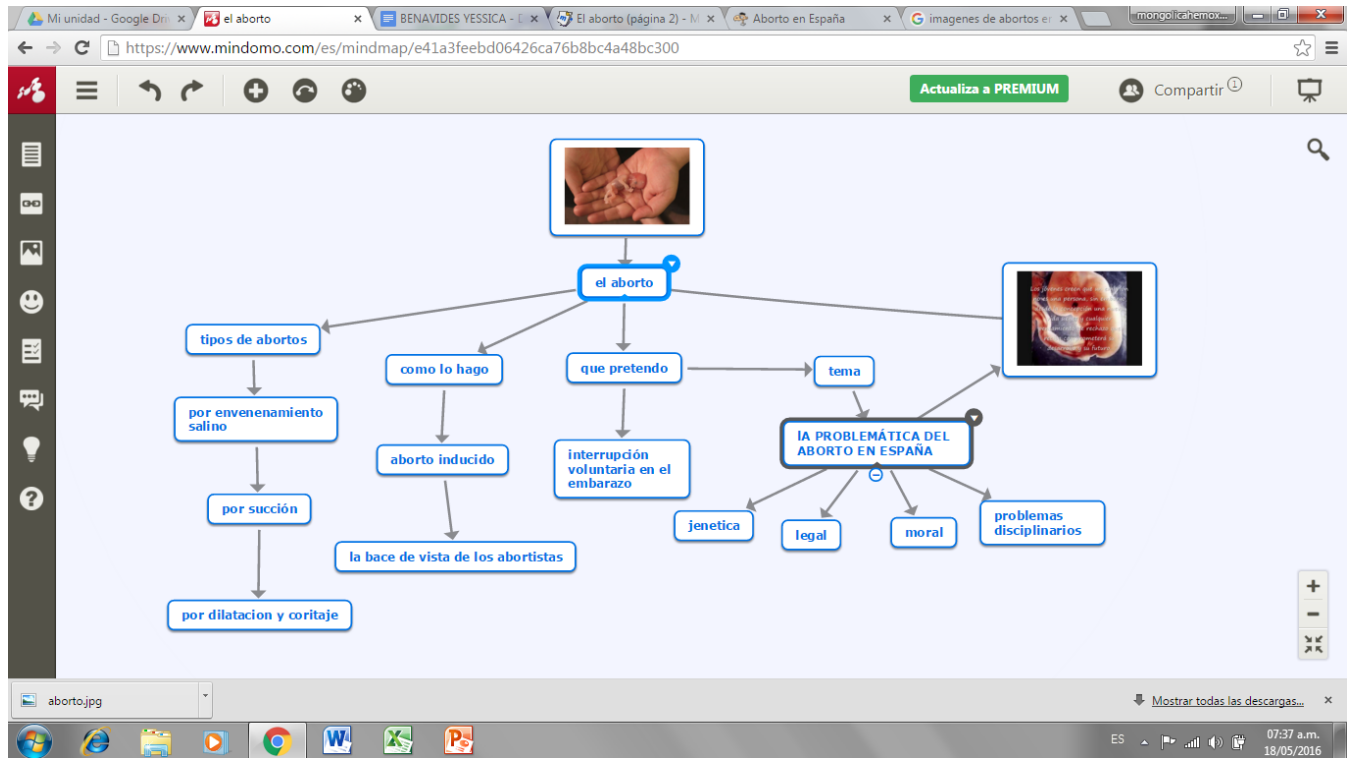 Mi unidad - Google Dri
el aborto
BENAVIDES YESSICA - D
El aborto (página 2) - M
Aborto en España
imagenes de abortos en
mongolicahemox...
https://www.mindomo.com/es/mindmap/e41a3feebd06426ca76b8bc4a48bc300
Actualiza a PREMIUM
Compartir 1
el aborto
tipos de abortos
como lo hago
que pretendo
tema
por envenenamiento
salino
aborto inducido
interrupción
voluntaria en el
embarazo
lA PROBLEMÁTICA DEL
ABORTO EN ESPAÑA
por succión
jenetica
legal
moral
problemas
disciplinarios
la bace de vista de los abortistas
por dilatacion y coritaje
aborto.jpg
Mostrar todas las descargas...
ES
07:37 a.m.
18/05/2016